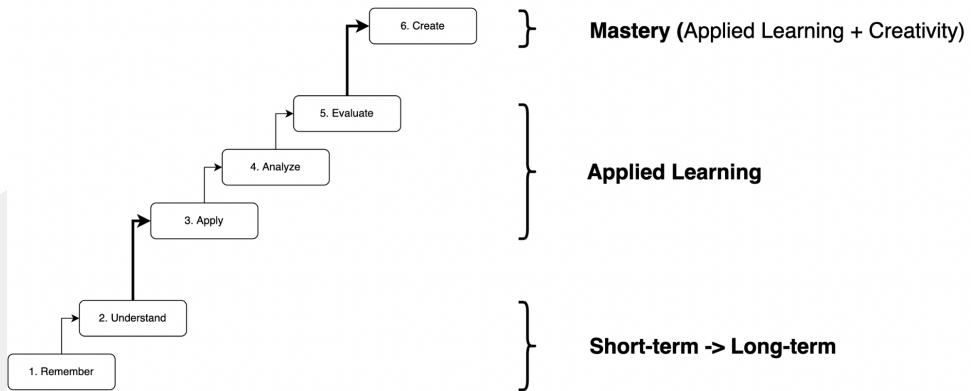 6. Create
Mastery (Applied Learning + Creativity)
5. Evaluate
4. Analyze
Applied Learning
3. Apply
2. Understand
Short-term -> Long-term
1. Remember